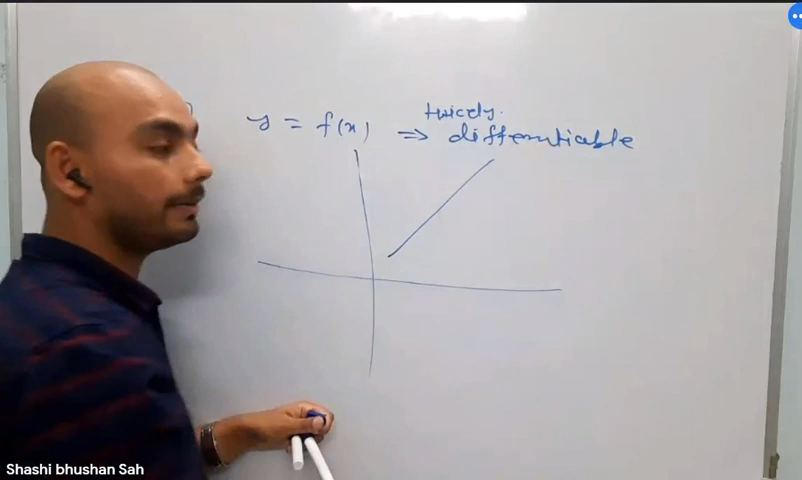 twicely.
y = f(x) ⇒ differentiable
Shashi bhushan Sah